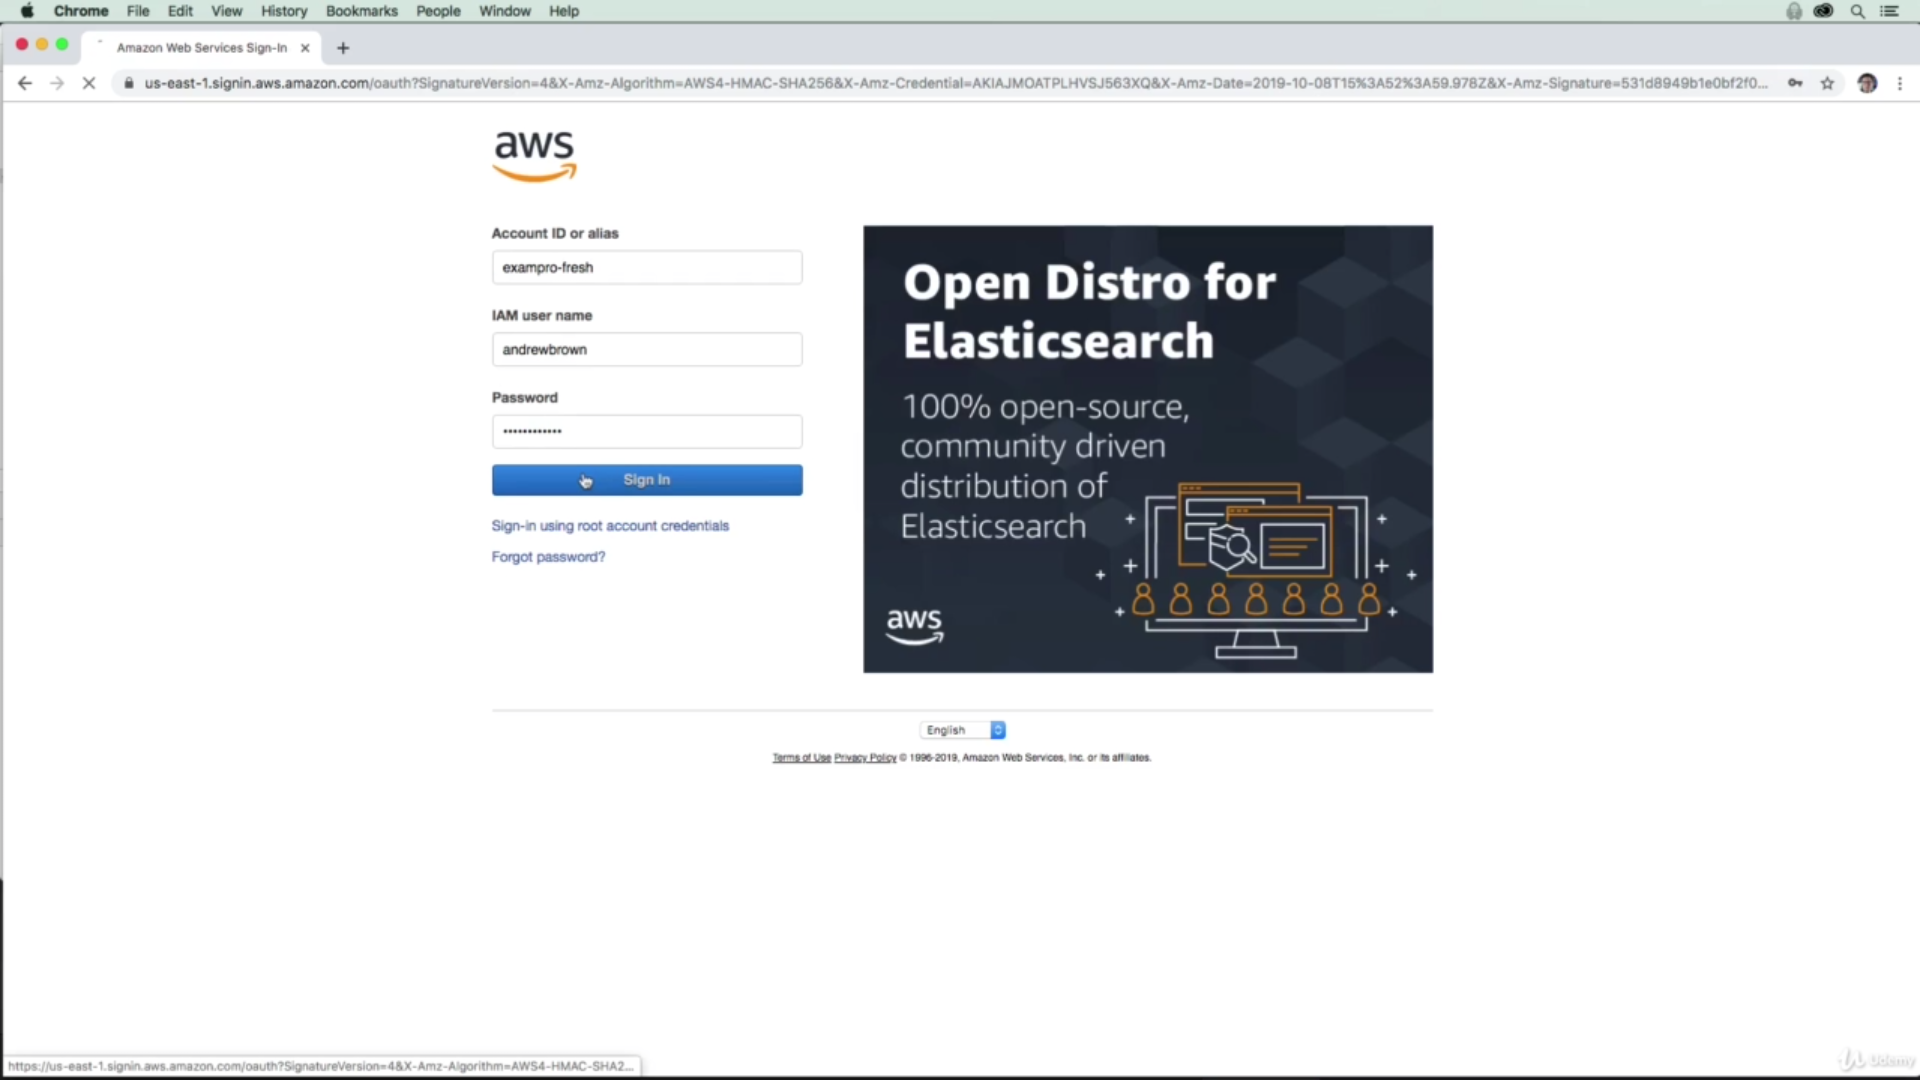 Chrome File Edit View History Bookmarks People Window Help
Amazon Web Services Sign-In
us-east-1.signin.aws.amazon.com/oauth?SignatureVersion=4&X-Amz-Algorithm=AWS4-HMAC-SHA256&X-Amz-Credential=AKIAJMOATPLHVSJ563XQ&X-Amz-Date=2019-10-08T15%3A52%3A59.978Z&X-Amz-Signature=531d8949b1e0bf2f0...
aws
Account ID or alias
exampro-fresh
IAM user name
andrewbrown
Password
Sign In
Sign-in using root account credentials
Forgot password?
Open Distro for
Elasticsearch
100% open-source,
community driven
distribution of
Elasticsearch
aws
English
Terms of Use Privacy Policy © 1996-2019, Amazon Web Services, Inc. or its affiliates.
https://us-east-1.signin.aws.amazon.com/oauth?SignatureVersion=4&X-Amz-Algorithm=AWS4-HMAC-SHA2...
Udemy